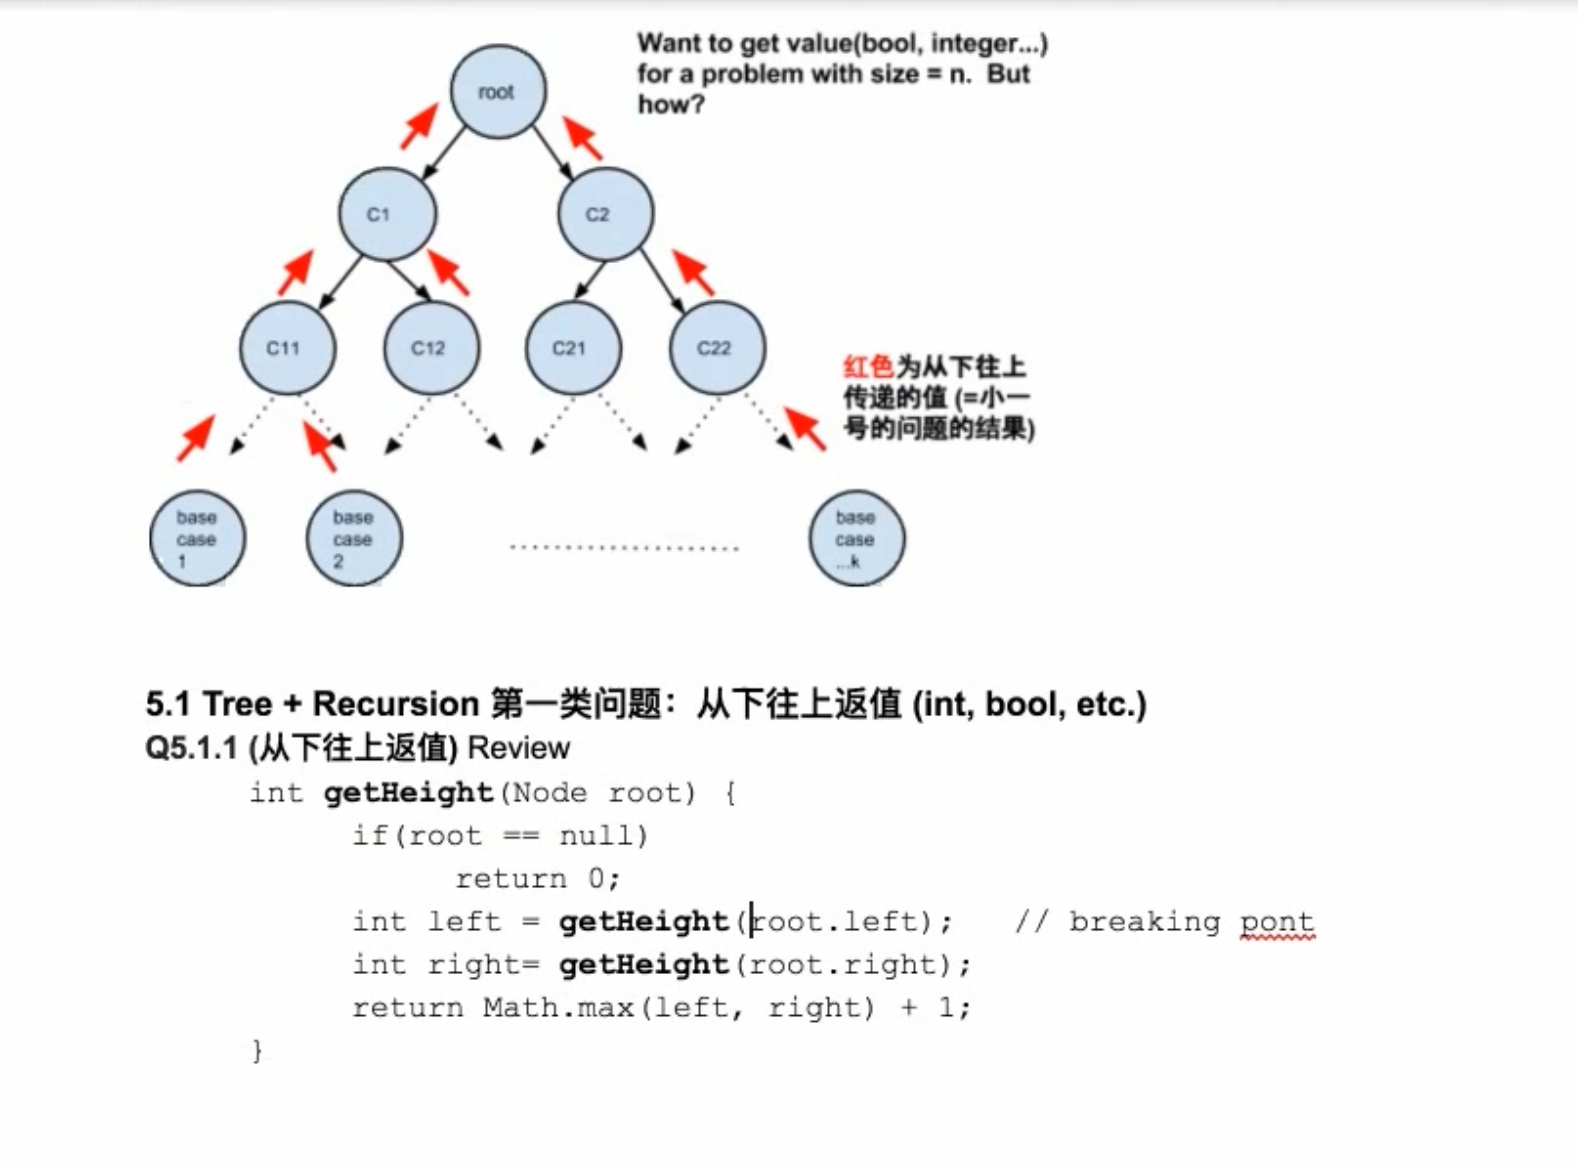 Want to get value(bool, integer...)
for a problem with size = n. But
how?
root
C1
C2
C11
C12
C21
C22
红色为从下往上
传递的值 (=小一
号的问题的结果)
base
case
1
base
case
2
base
case
...k
5.1 Tree + Recursion 第一类问题：从下往上返值 (int, bool, etc.)
Q5.1.1 (从下往上返值) Review
int getHeight(Node root) {
if(root == null)
return 0;
int left = getHeight(root.left); // breaking pont
int right= getHeight(root.right);
return Math.max(left, right) + 1;
}